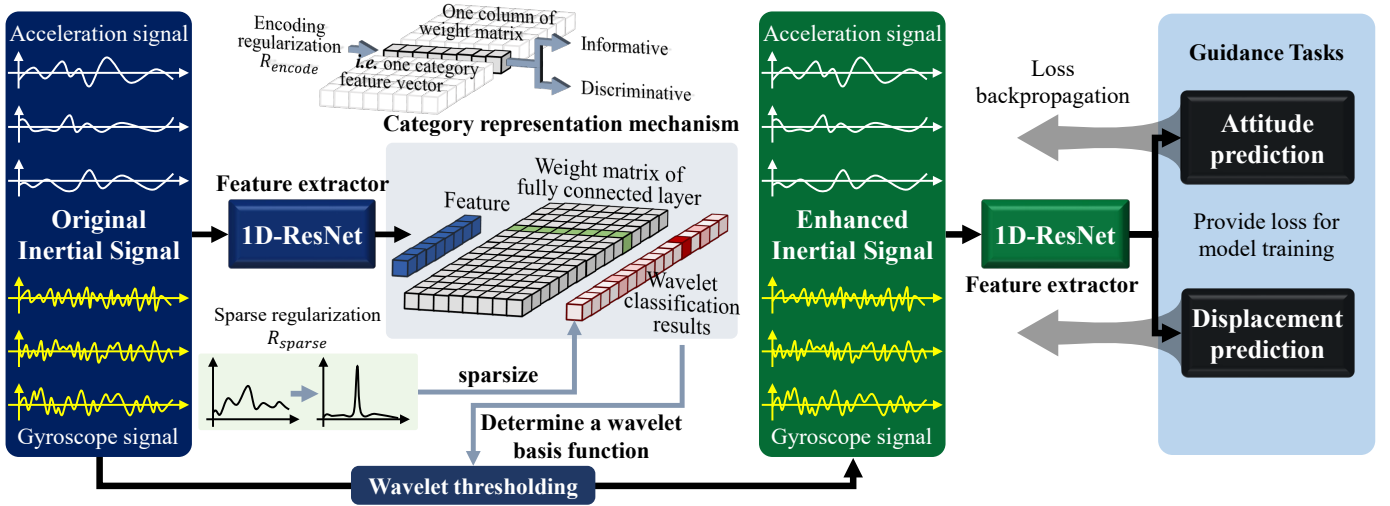 Acceleration signal
Original
Inertial Signal
Gyroscope signal
Encoding
regularization
R_encode
One column of
weight matrix
i.e. one category
feature vector
Informative
Discriminative
Category representation mechanism
Feature extractor
1D-ResNet
Feature
Weight matrix of
fully connected layer
Wavelet
classification
results
Sparse regularization
R_sparse
sparsize
Determine a wavelet
basis function
Wavelet thresholding
Acceleration signal
Enhanced
Inertial Signal
Gyroscope signal
1D-ResNet
Feature extractor
Loss
backpropagation
Guidance Tasks
Attitude
prediction
Provide loss for
model training
Displacement
prediction